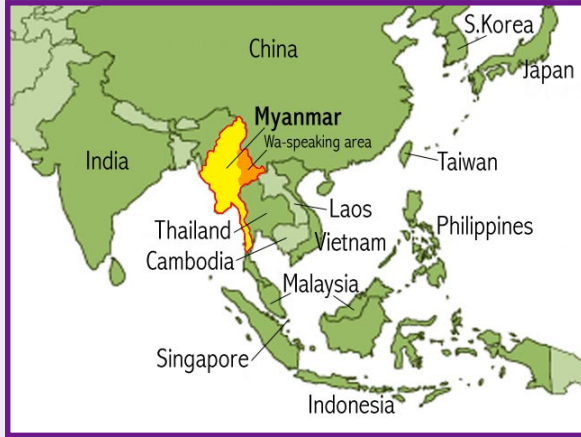 S.Korea
China
Japan
Myanmar
Wa-speaking area
India
Taiwan
Laos
Thailand
Philippines
Vietnam
Cambodia
Malaysia
Singapore
Indonesia